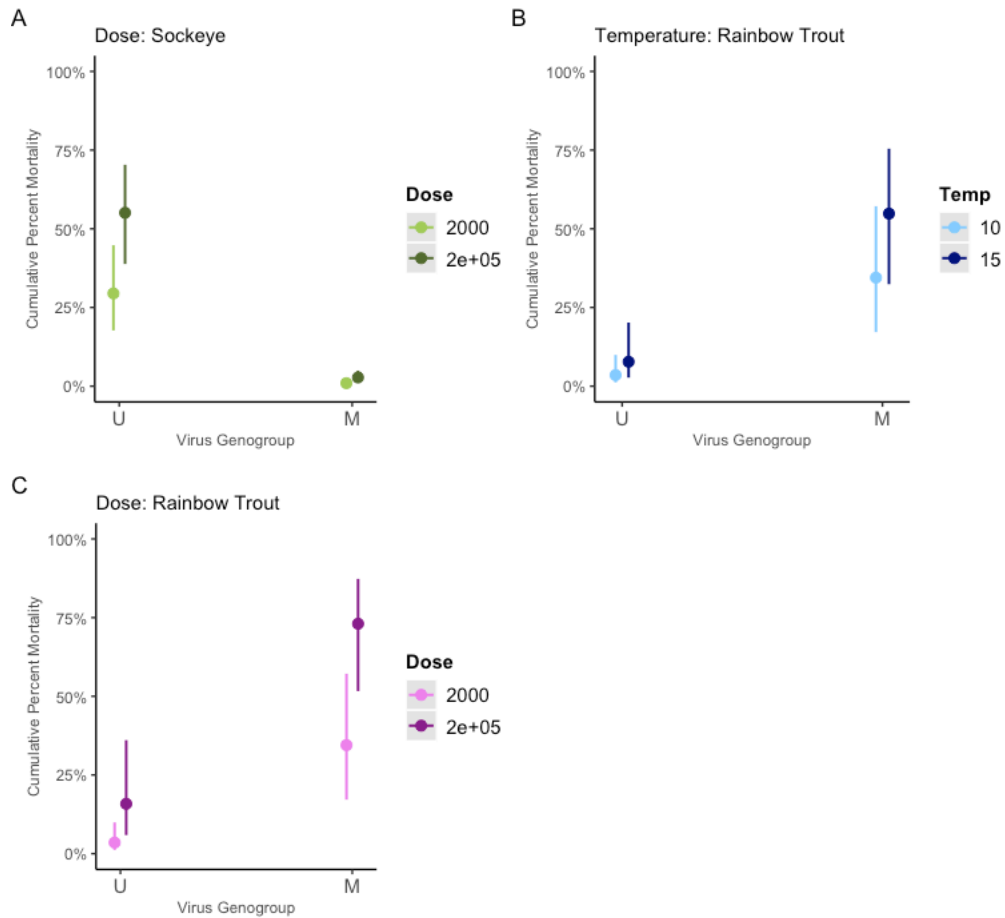 A
Dose: Sockeye
100%
75%
50%
25%
0%
Cumulative Percent Mortality
U
M
Virus Genogroup
Dose
2000
2e+05
B
Temperature: Rainbow Trout
100%
75%
50%
25%
0%
Cumulative Percent Mortality
U
M
Virus Genogroup
Temp
10
15
C
Dose: Rainbow Trout
100%
75%
50%
25%
0%
Cumulative Percent Mortality
U
M
Virus Genogroup
Dose
2000
2e+05